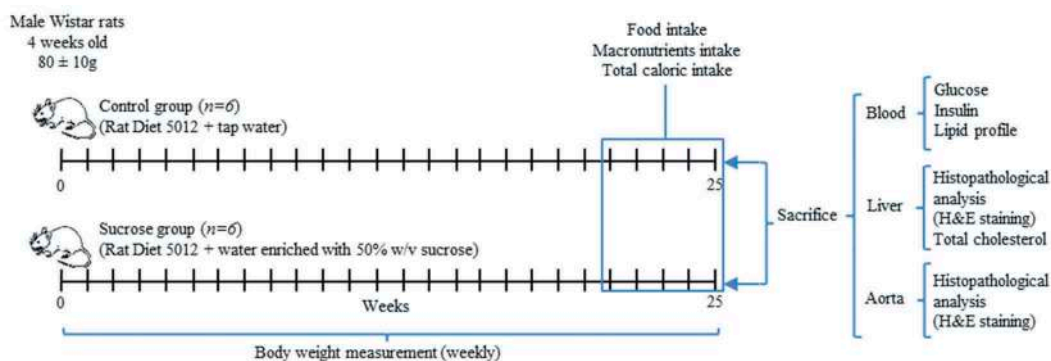 Male Wistar rats
4 weeks old
80 ± 10g
Food intake
Macronutrients intake
Total caloric intake
Control group (n=6)
(Rat Diet 5012 + tap water)
0
25
Sucrose group (n=6)
(Rat Diet 5012 + water enriched with 50% w/v sucrose)
0
Weeks
25
Body weight measurement (weekly)
Sacrifice
Blood
Glucose
Insulin
Lipid profile
Liver
Histopathological
analysis
(H&E staining)
Total cholesterol
Aorta
Histopathological
analysis
(H&E staining)